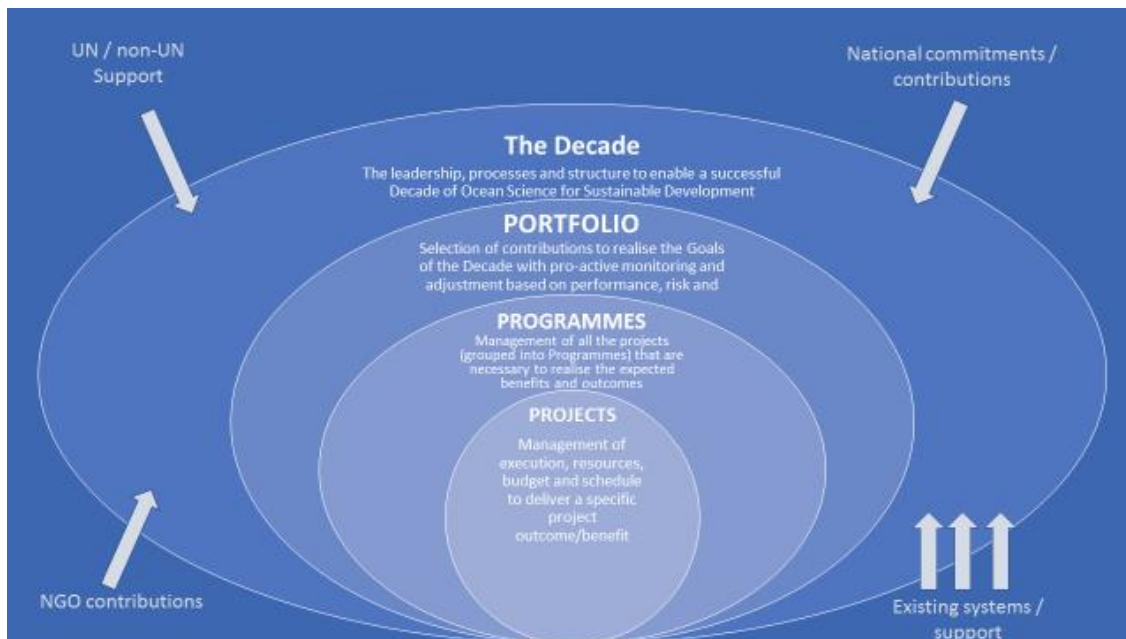 UN / non-UN
Support
National commitments /
contributions
The Decade
The leadership, processes and structure to enable a successful
Decade of Ocean Science for Sustainable Development
PORTFOLIO
Selection of contributions to realise the Goals
of the Decade with pro-active monitoring and
adjustment based on performance, risk and
PROGRAMMES
Management of all the projects
(grouped into Programmes) that are
necessary to realise the expected
benefits and outcomes
PROJECTS
Management of
execution, resources,
budget and schedule
to deliver a specific
project
outcome/benefit
NGO contributions
Existing systems /
support